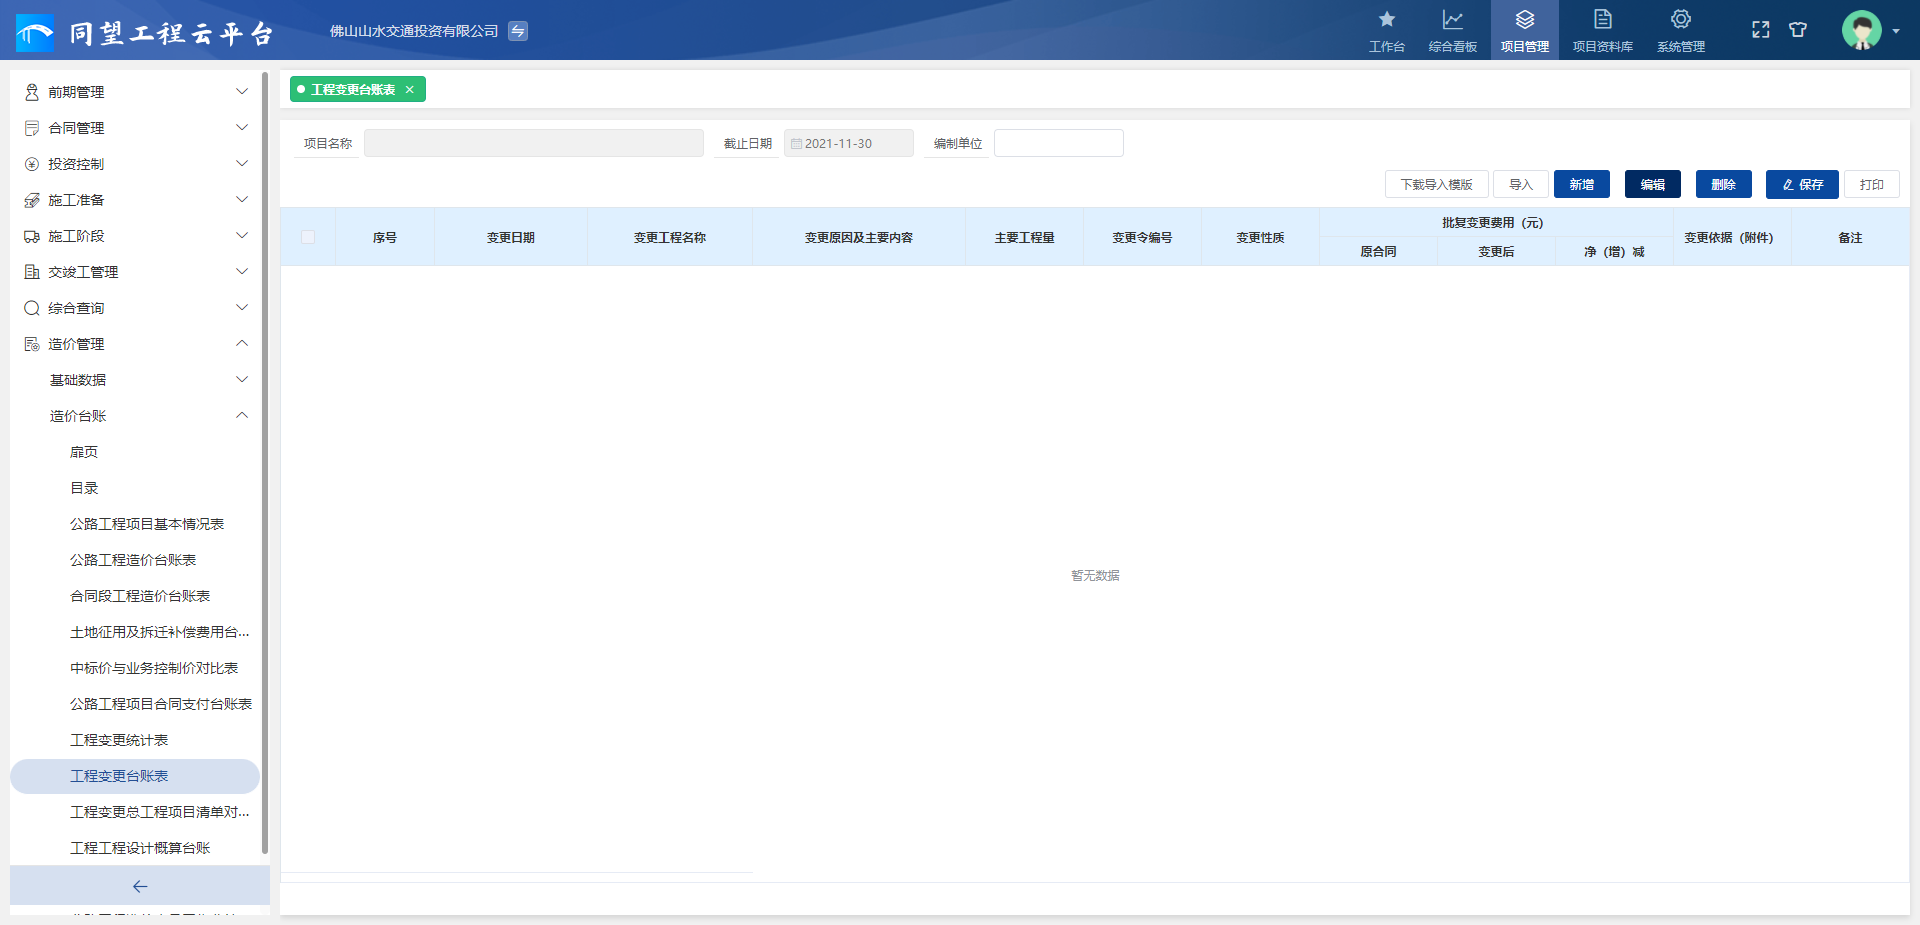 同望工程云平台
佛山山水交通投资有限公司
工作台
综合看板
项目管理
项目资料库
系统管理
前期管理
合同管理
投资控制
施工准备
施工阶段
交竣工管理
综合查询
造价管理
基础数据
造价台账
扉页
目录
公路工程项目基本情况表
公路工程造价台账表
合同段工程造价台账表
土地征用及拆迁补偿费用台...
中标价与业务控制价对比表
公路工程项目合同支付台账表
工程变更统计表
工程变更台账表
工程变更总工程项目清单对...
工程工程设计概算台账
工程变更台账表
项目名称
截止日期 2021-11-30
编制单位
下载导入模版 导入 新增 编辑 删除 保存 打印
序号 变更日期 变更工程名称 变更原因及主要内容 主要工程量 变更令编号 变更性质 批复变更费用（元） 变更依据（附件） 备注
原合同 变更后 净（增）减
暂无数据